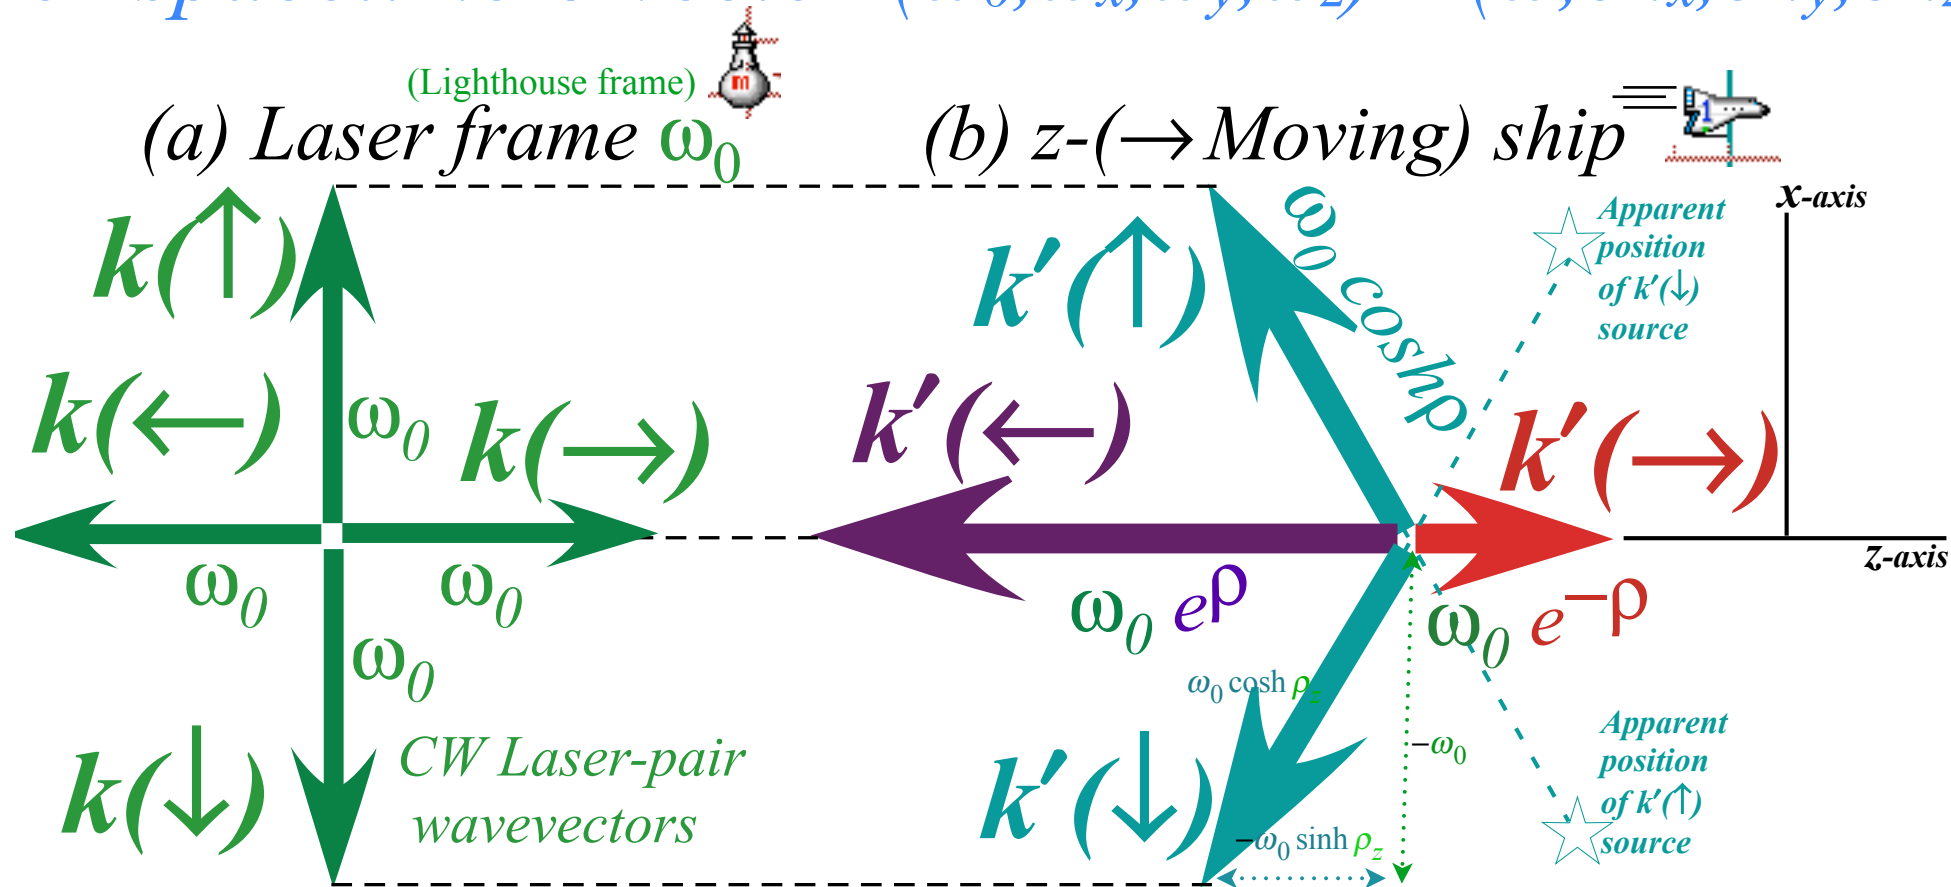 (Lighthouse frame)
m
(a) Laser frame ω0
(b) z-(→Moving) ship
1
x-axis
Apparent
position
of k′(↓)
source
k(↑)
k′(↑)
ω0 coshρ
k(←)
ω0
k(→)
k′(←)
k′(→)
z-axis
ω0
ω0
ω0 eρ
ω0 e−ρ
ω0
ω0 cosh ρz
−ω0
k(↓)
CW Laser-pair
wavevectors
k′(↓)
−ω0 sinh ρz
Apparent
position
of k′(↑)
source